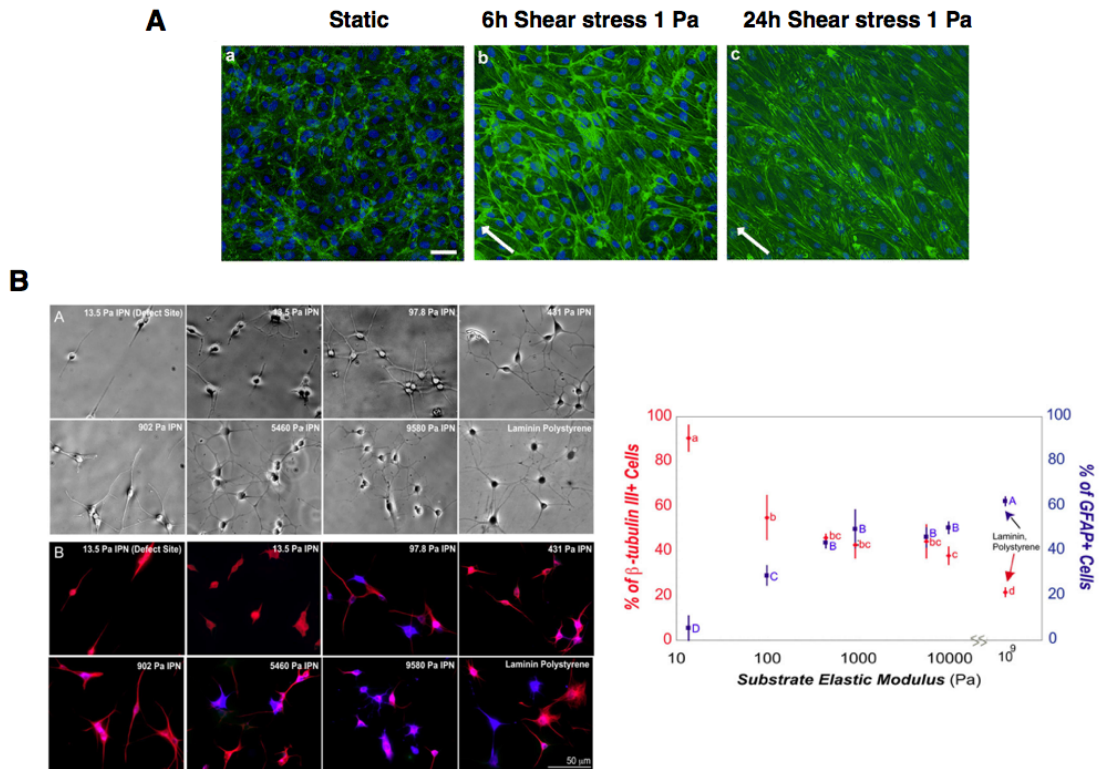 A
Static
6h Shear stress 1 Pa
24h Shear stress 1 Pa
a
b
c
B
A
13.5 Pa IPN (Defect Site)
13.5 Pa IPN
97.8 Pa IPN
431 Pa IPN
902 Pa IPN
5460 Pa IPN
9580 Pa IPN
Laminin Polystyrene
B
13.5 Pa IPN (Defect Site)
13.5 Pa IPN
97.8 Pa IPN
431 Pa IPN
902 Pa IPN
5460 Pa IPN
9580 Pa IPN
Laminin Polystyrene
50 µm
% of β-tubulin III+ Cells
100
80
60
40
20
0
a
b
bc
bc
bc
c
d
D
C
B
B
B
B
A
Laminin,
Polystyrene
100
80
60
40
20
0
% of GFAP+ Cells
10
100
1000
10000
10⁹
Substrate Elastic Modulus (Pa)